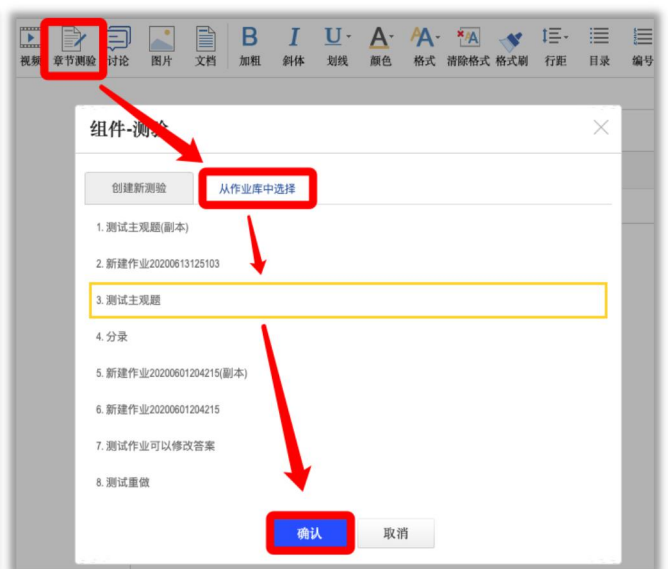 B I U A AA A
视频 章节测验 讨论 图片 文档 加粗 斜体 划线 颜色 格式 清除格式 格式刷 行距 目录 编号
组件-测验
创建新测验 从作业库中选择
1. 测试主观题(副本)
2. 新建作业20200613125103
3. 测试主观题
4. 分录
5. 新建作业20200601204215(副本)
6. 新建作业20200601204215
7. 测试作业可以修改答案
8. 测试重做
确认 取消